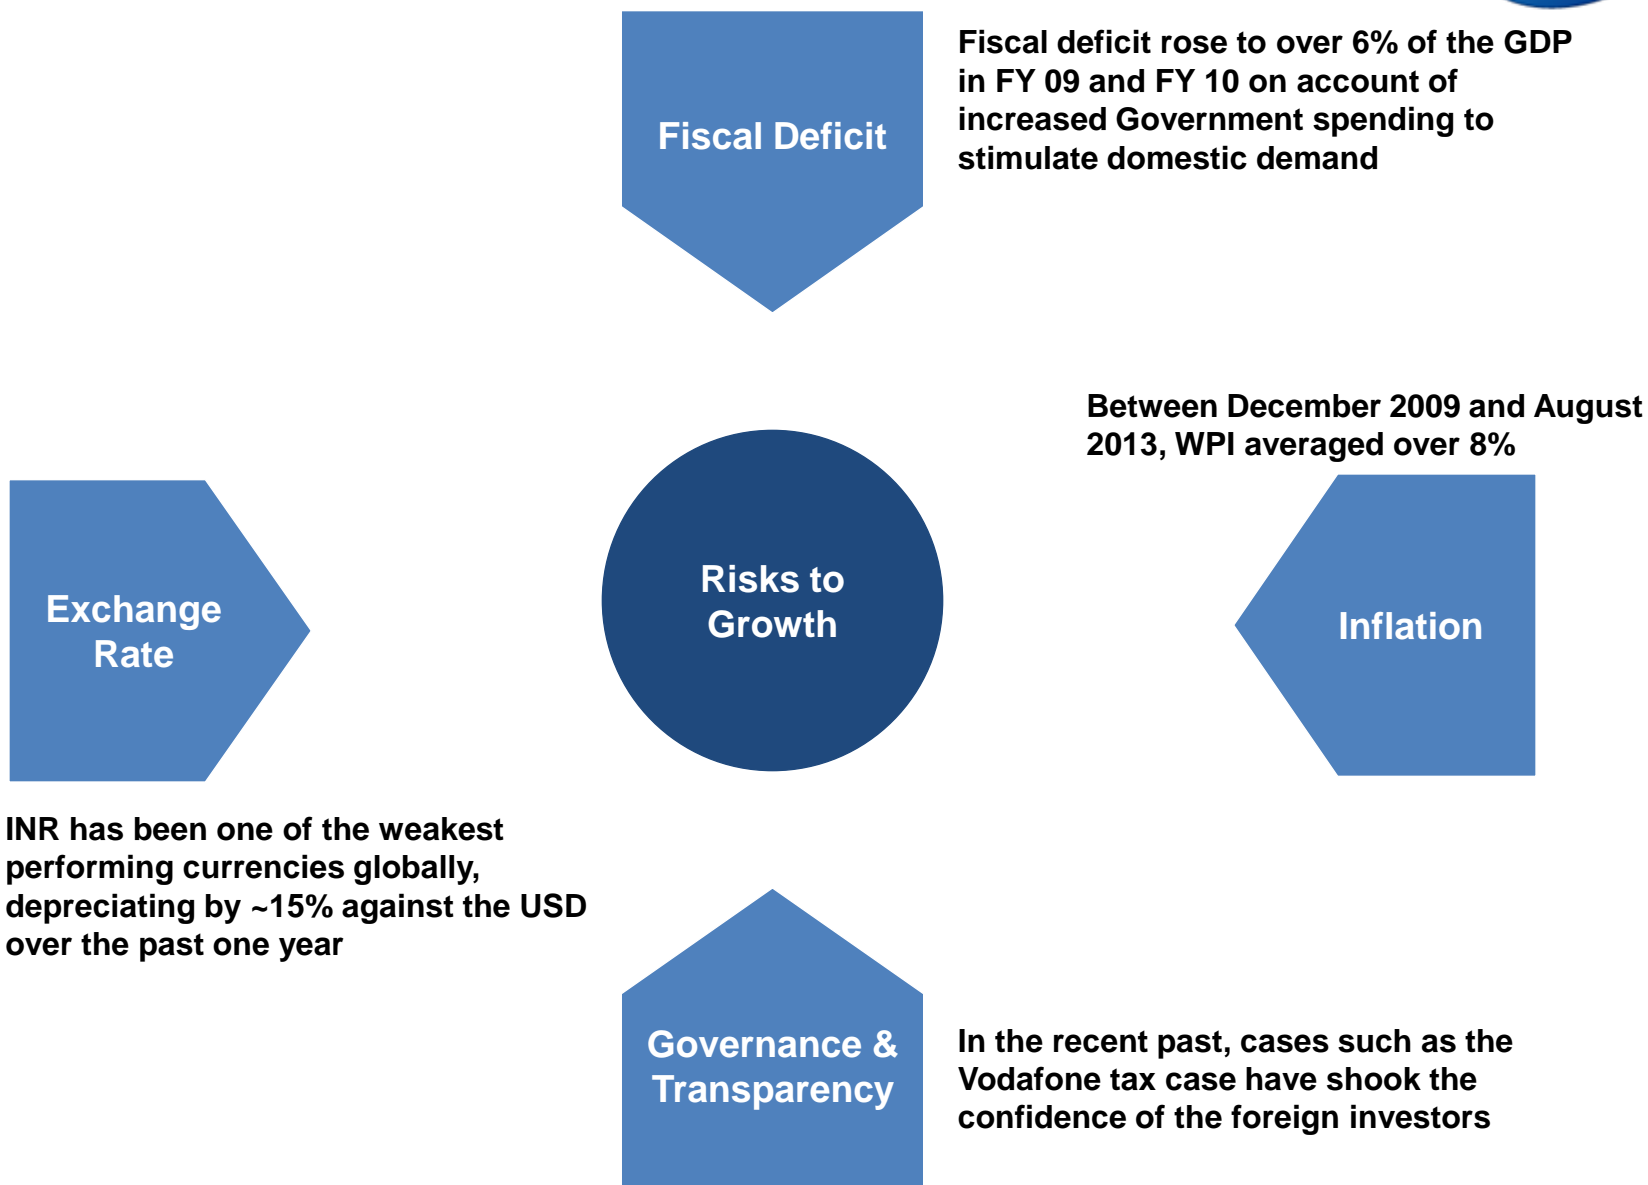 Fiscal Deficit
Fiscal deficit rose to over 6% of the GDP
in FY 09 and FY 10 on account of
increased Government spending to
stimulate domestic demand
Between December 2009 and August
2013, WPI averaged over 8%
Exchange
Rate
Risks to
Growth
Inflation
INR has been one of the weakest
performing currencies globally,
depreciating by ~15% against the USD
over the past one year
Governance &
Transparency
In the recent past, cases such as the
Vodafone tax case have shook the
confidence of the foreign investors